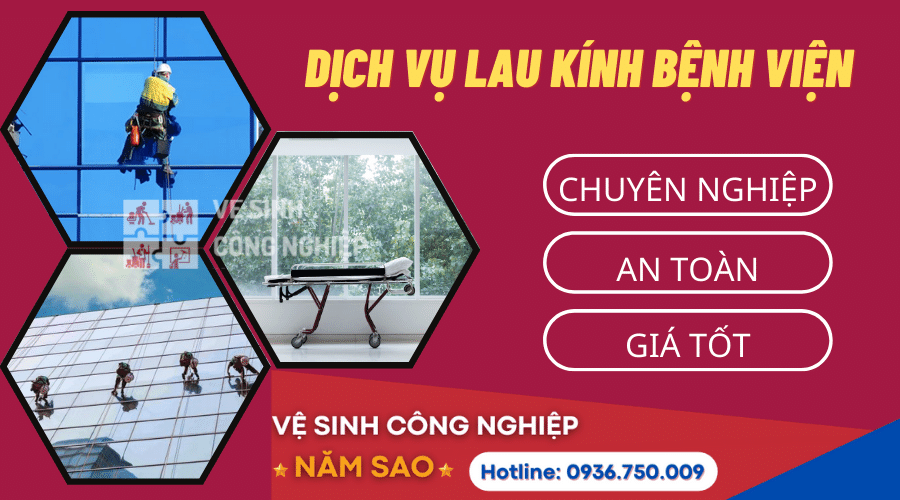 DỊCH VỤ LAU KÍNH BỆNH VIỆN
CHUYÊN NGHIỆP
AN TOÀN
GIÁ TỐT
VỆ SINH
CÔNG NGHIỆP
VỆ SINH CÔNG NGHIỆP
NĂM SAO
Hotline: 0936.750.009